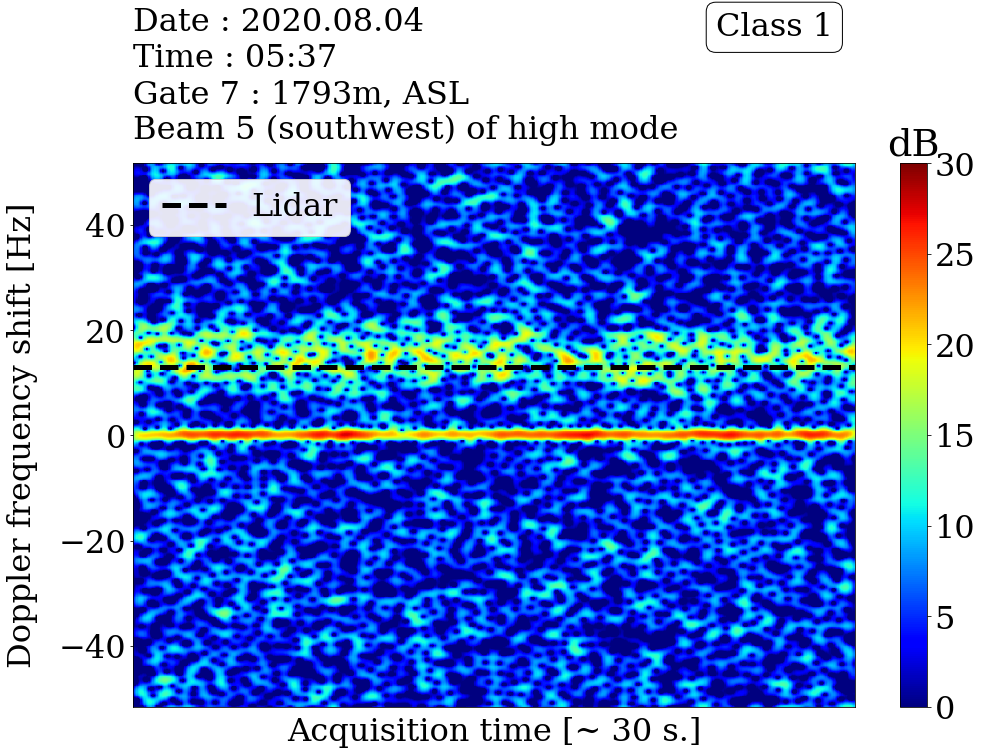 Date : 2020.08.04
Time : 05:37
Gate 7 : 1793m, ASL
Beam 5 (southwest) of high mode
Class 1
dB
Lidar
Doppler frequency shift [Hz]
40
20
0
−20
−40
Acquisition time [~ 30 s.]
30
25
20
15
10
5
0